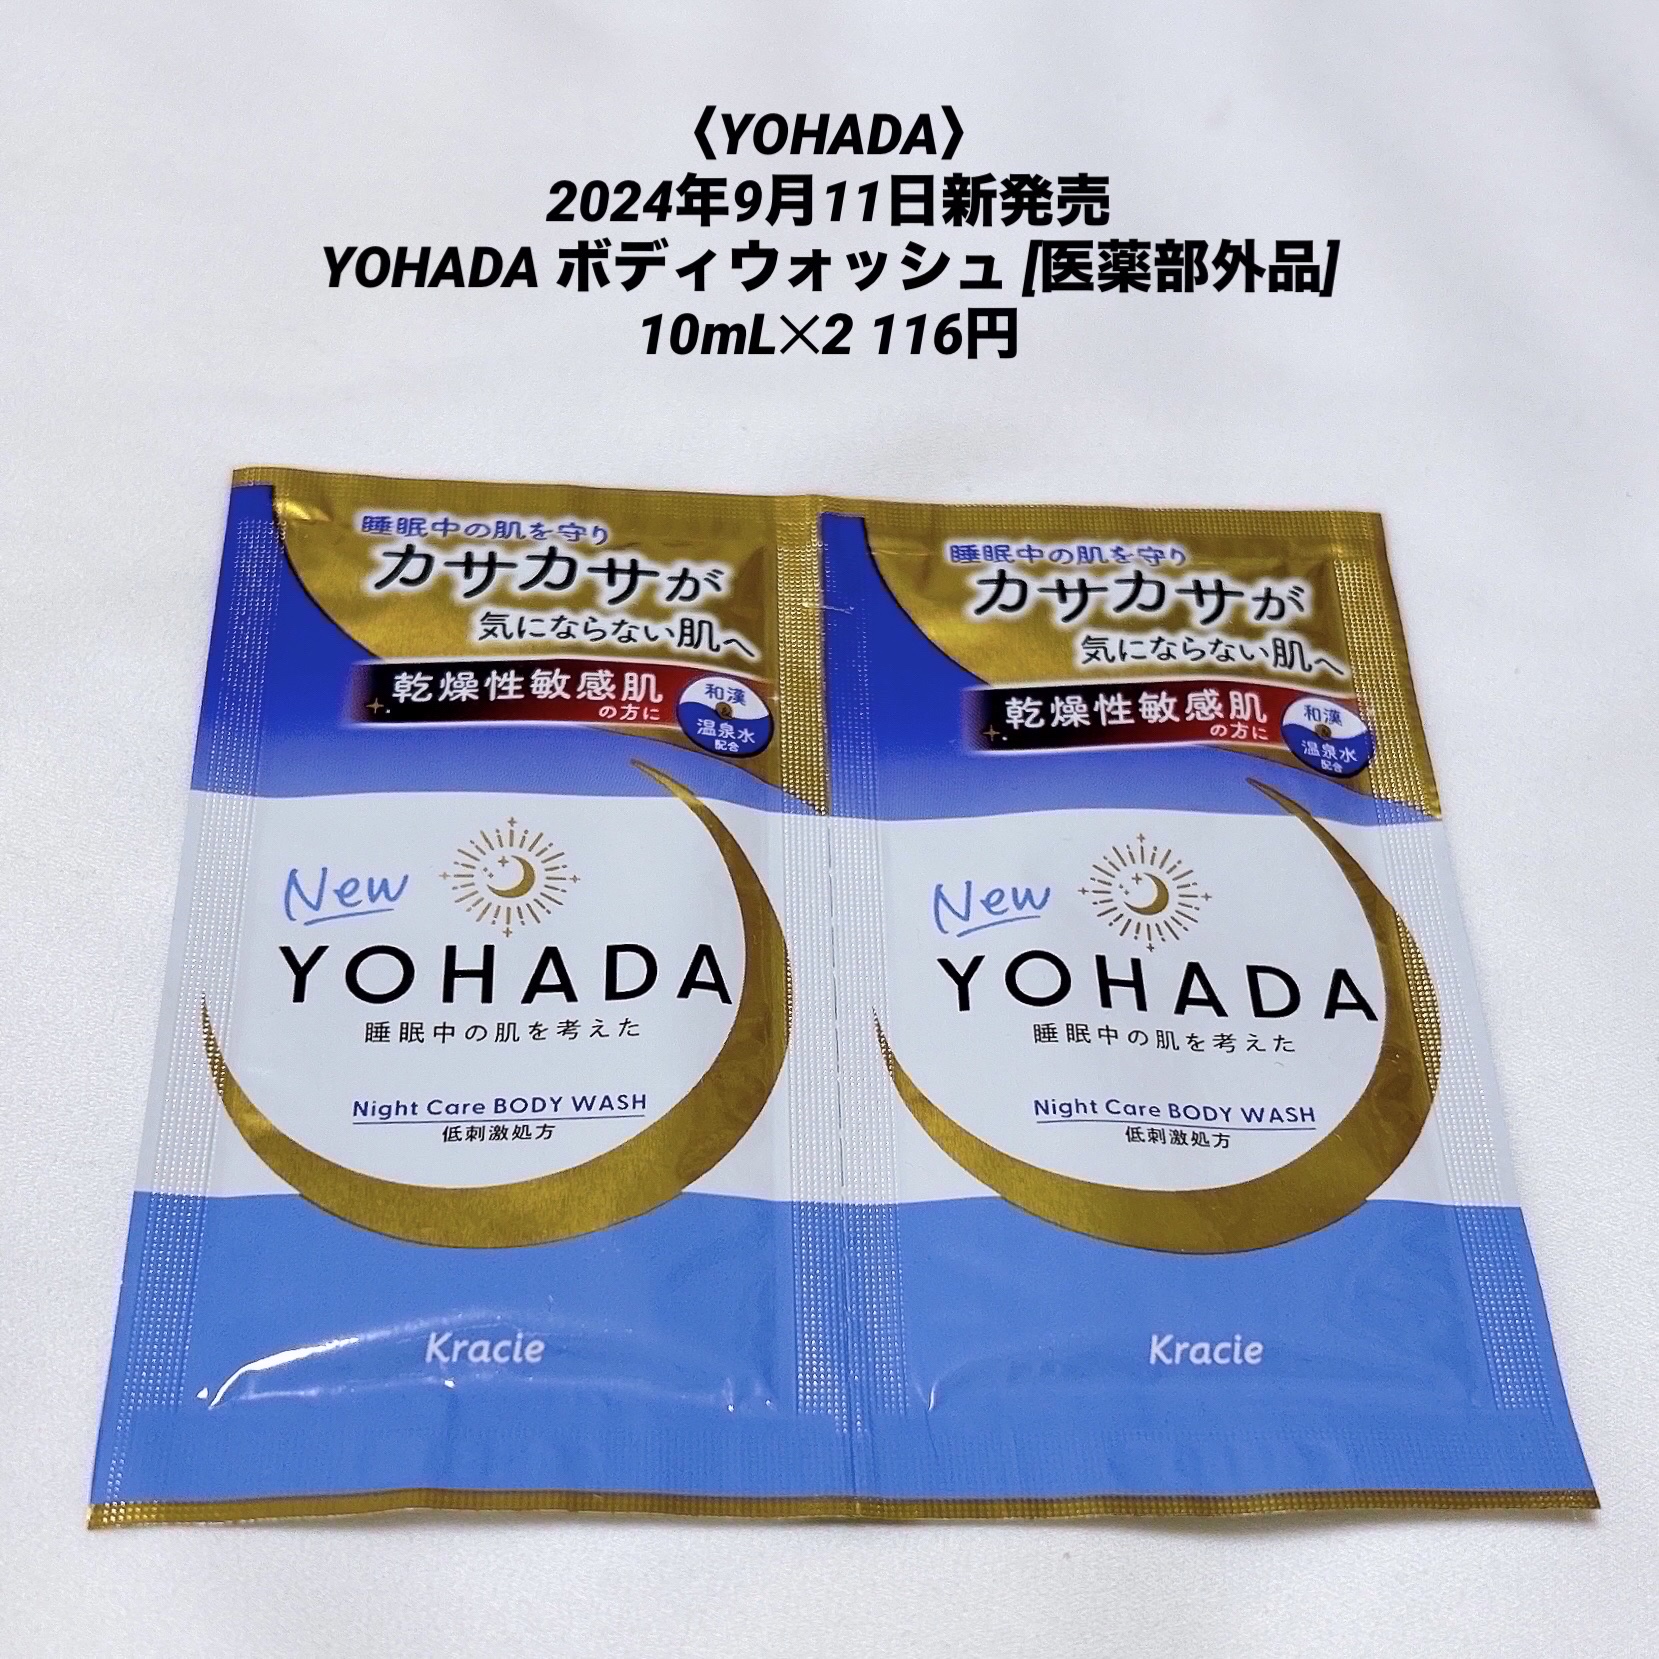 〈YOHADA〉
2024年9月11日新発売
YOHADA ボディウォッシュ [医薬部外品]
10mL×2 116円
睡眠中の肌を守り
カサカサが
気にならない肌へ
乾燥性敏感肌
の方に
和漢
&
温泉水
配合
New
YOHADA
睡眠中の肌を考えた
Night Care BODY WASH
低刺激処方
Kracie
睡眠中の肌を守り
カサカサが
気にならない肌へ
乾燥性敏感肌
の方に
和漢
&
温泉水
配合
New
YOHADA
睡眠中の肌を考えた
Night Care BODY WASH
低刺激処方
Kracie